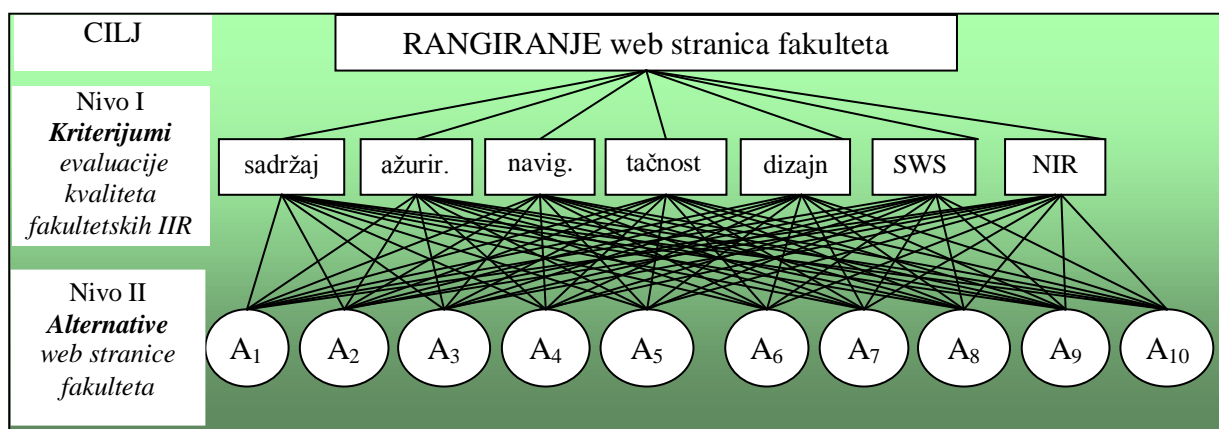 CILJ
RANGIRANJE web stranica fakulteta
Nivo I
Kriterijumi
evaluacije
kvaliteta
fakultetskih IIR
sadržaj
ažurir.
navig.
tačnost
dizajn
SWS
NIR
Nivo II
Alternative
web stranice
fakulteta
A1
A2
A3
A4
A5
A6
A7
A8
A9
A10